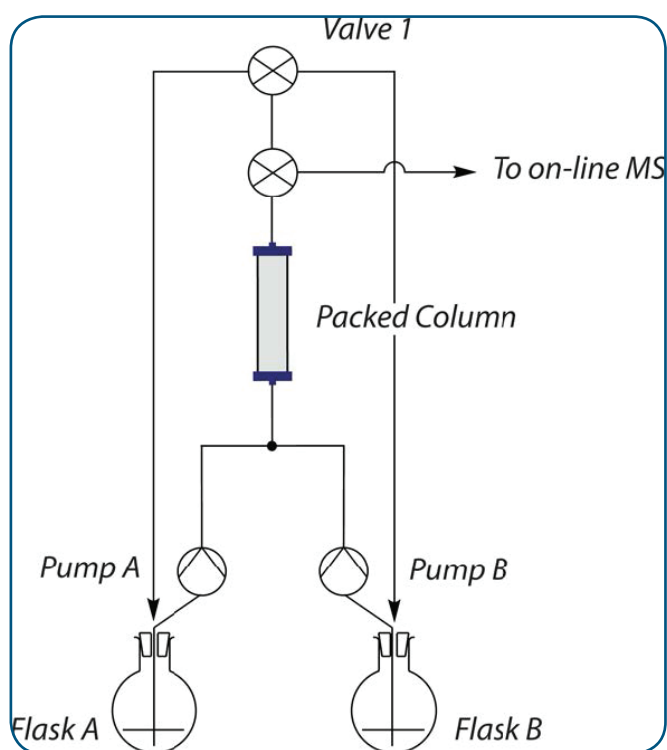 Valve 1
To on-line MS
Packed Column
Pump A
Pump B
Flask A
Flask B